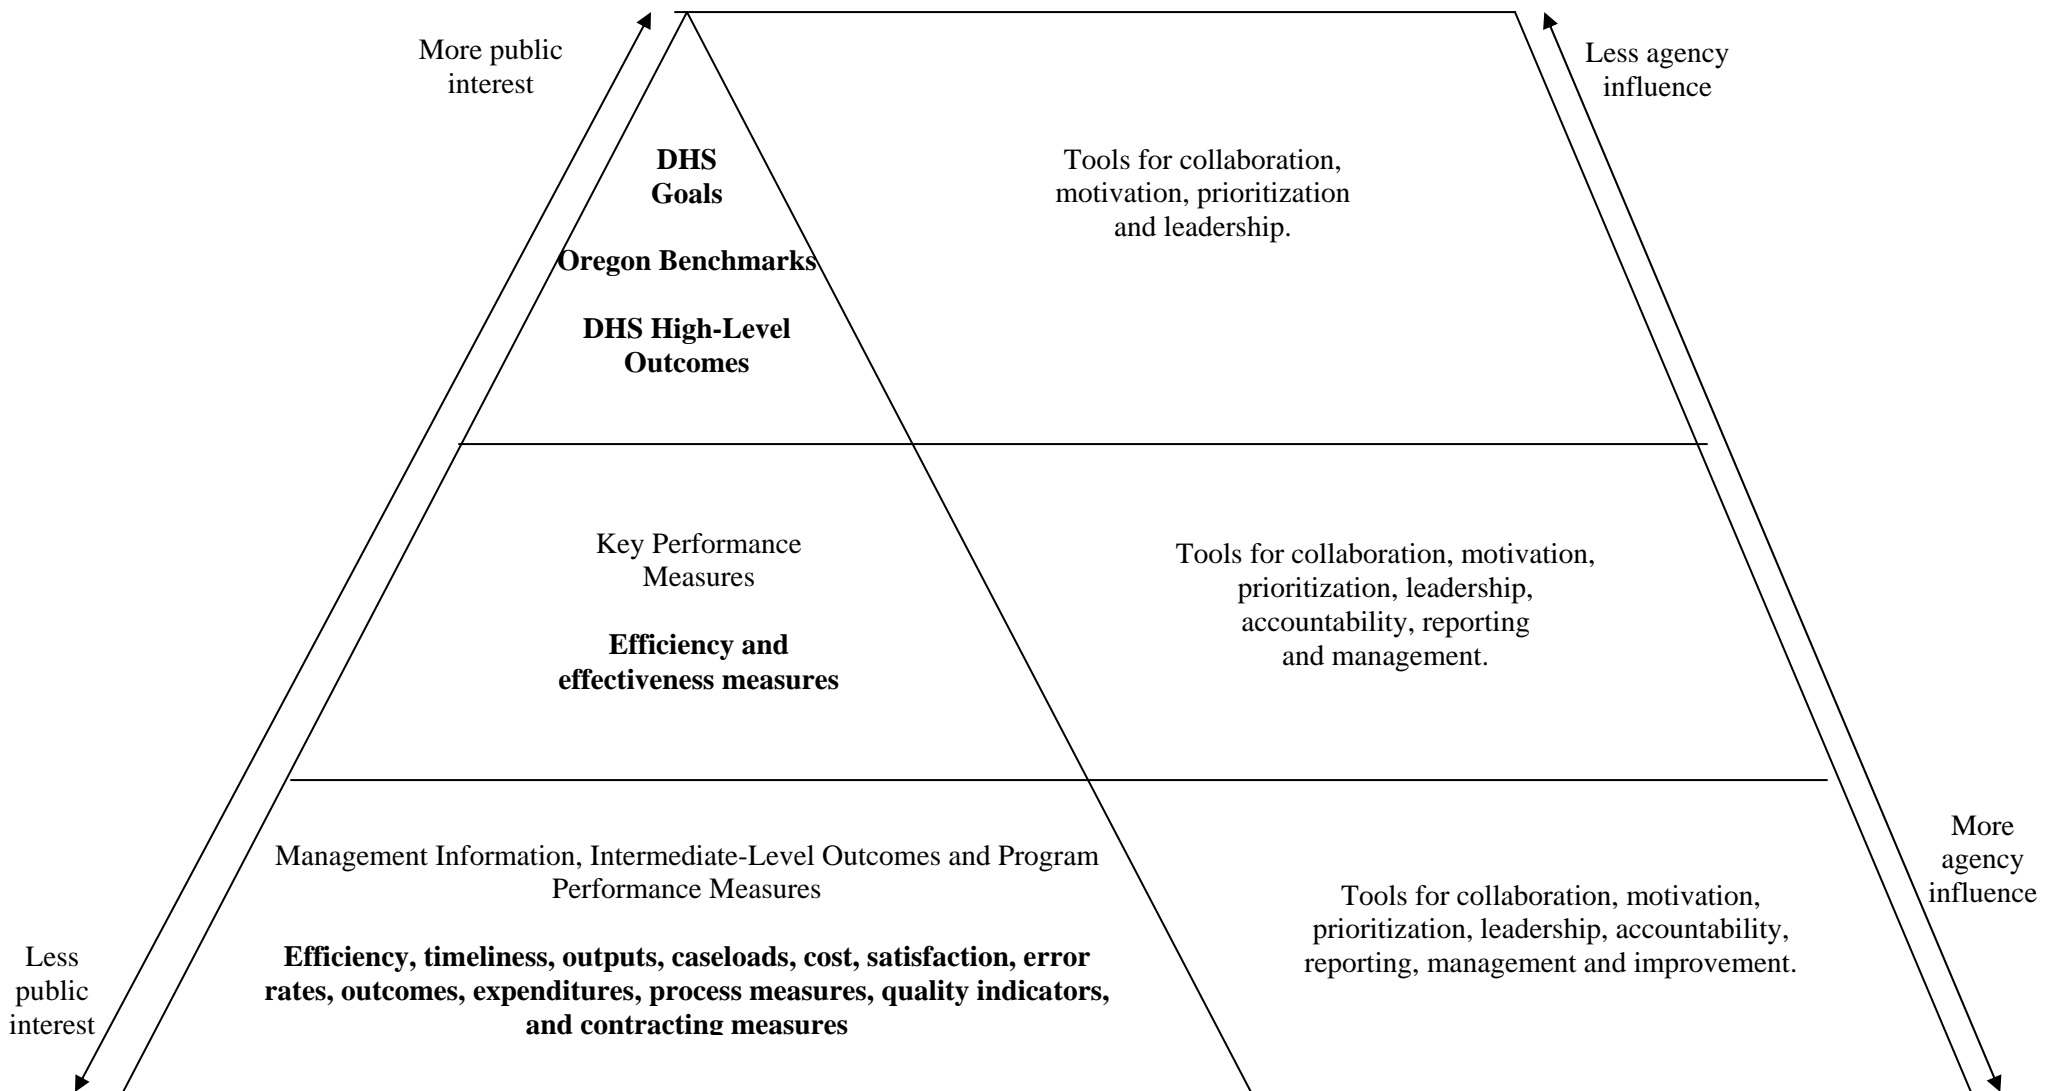 More public
interest
Less agency
influence
DHS
Goals
Oregon Benchmarks
DHS High-Level
Outcomes
Tools for collaboration,
motivation, prioritization
and leadership.
Key Performance
Measures
Efficiency and
effectiveness measures
Tools for collaboration, motivation,
prioritization, leadership,
accountability, reporting
and management.
Management Information, Intermediate-Level Outcomes and Program
Performance Measures
Efficiency, timeliness, outputs, caseloads, cost, satisfaction, error
rates, outcomes, expenditures, process measures, quality indicators,
and contracting measures
Tools for collaboration, motivation,
prioritization, leadership, accountability,
reporting, management and improvement.
Less
public
interest
More
agency
influence